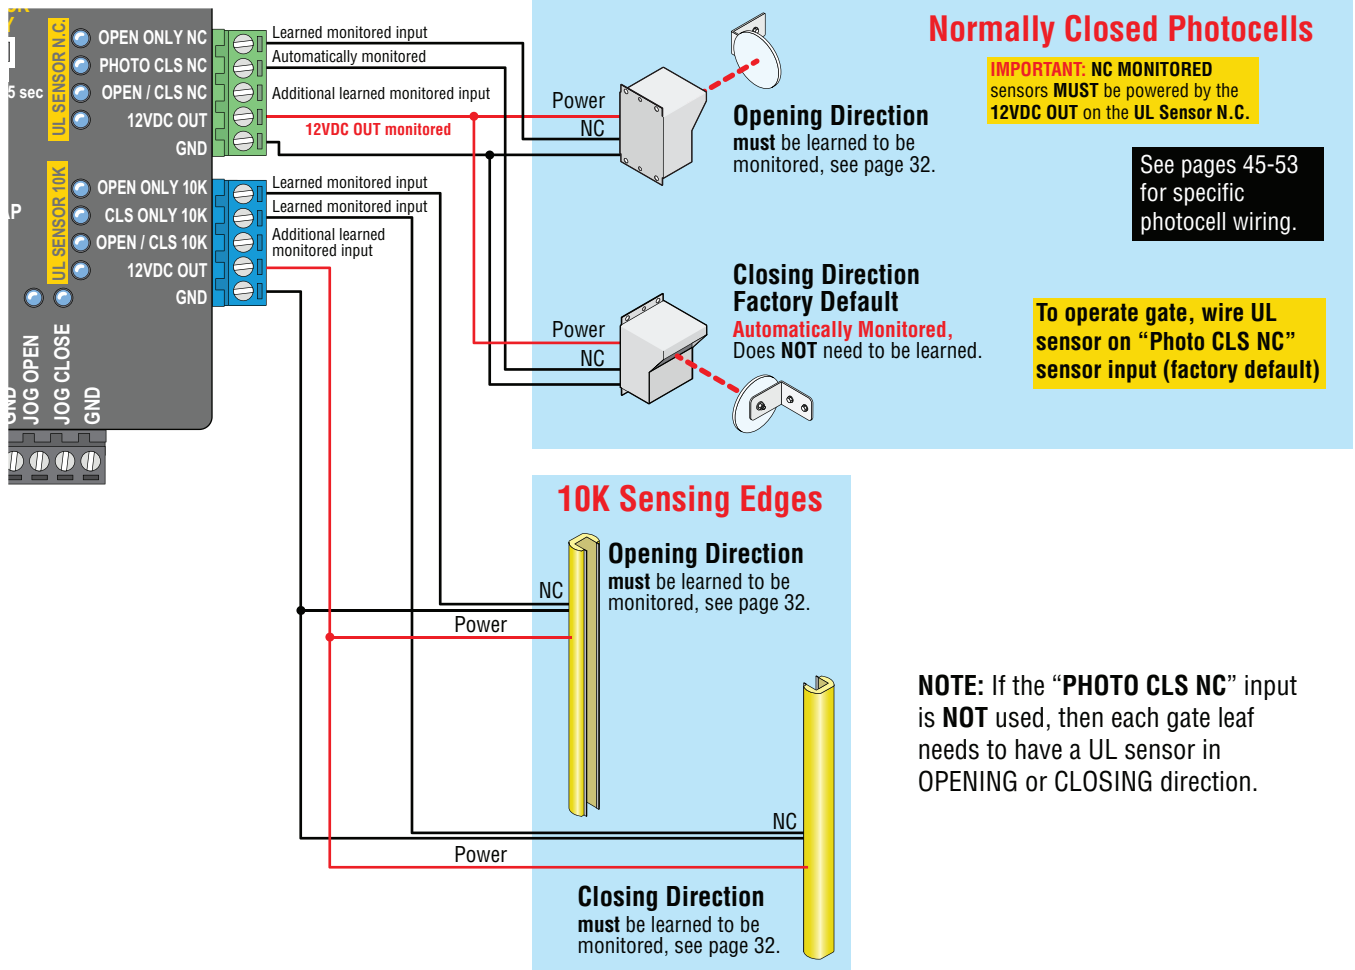 UL SENSOR N.C.
5 sec
OPEN ONLY NC
PHOTO CLS NC
OPEN / CLS NC
12VDC OUT
GND
Learned monitored input
Automatically monitored
Additional learned monitored input
12VDC OUT monitored
UL SENSOR 10K
AP
OPEN ONLY 10K
CLS ONLY 10K
OPEN / CLS 10K
12VDC OUT
GND
Learned monitored input
Learned monitored input
Additional learned
monitored input
GND
JOG OPEN
JOG CLOSE
GND
Normally Closed Photocells
IMPORTANT: NC MONITORED
sensors MUST be powered by the
12VDC OUT on the UL Sensor N.C.
Power
NC
Opening Direction
must be learned to be
monitored, see page 32.
See pages 45-53
for specific
photocell wiring.
Power
NC
Closing Direction
Factory Default
Automatically Monitored,
Does NOT need to be learned.
To operate gate, wire UL
sensor on “Photo CLS NC”
sensor input (factory default)
10K Sensing Edges
NC
Power
Opening Direction
must be learned to be
monitored, see page 32.
NC
Power
Closing Direction
must be learned to be
monitored, see page 32.
NOTE: If the “PHOTO CLS NC” input
is NOT used, then each gate leaf
needs to have a UL sensor in
OPENING or CLOSING direction.